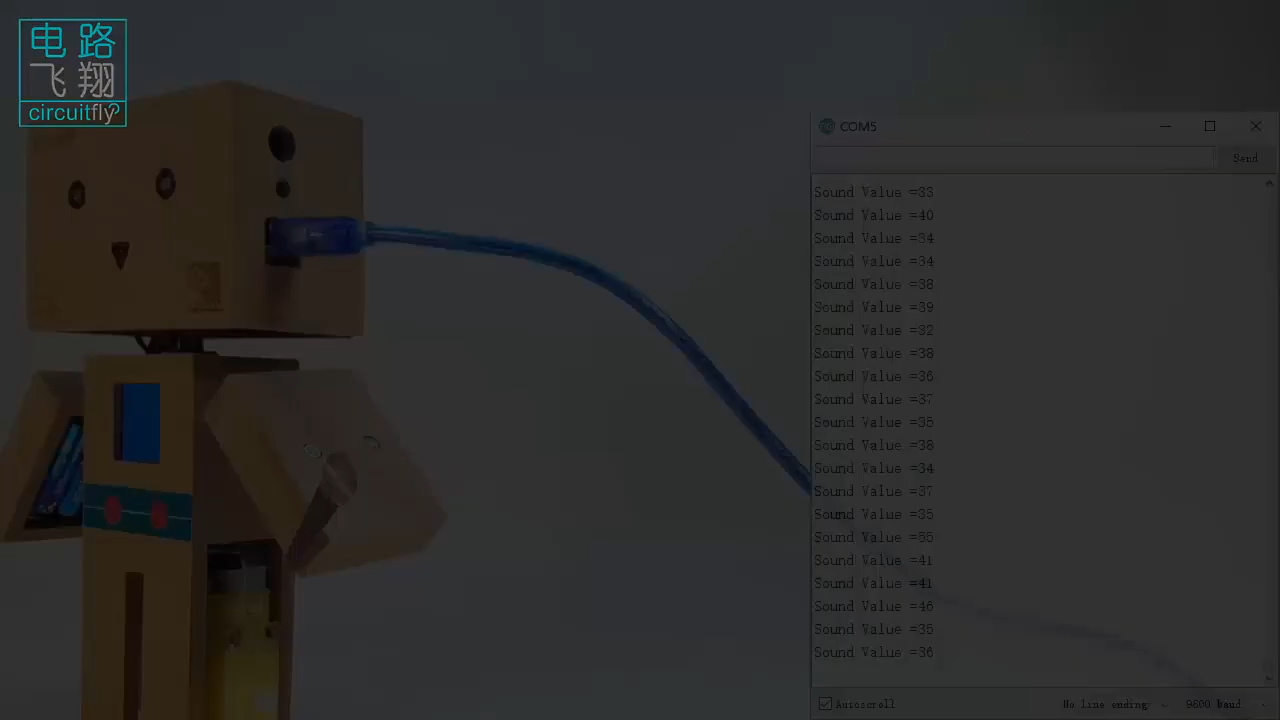 电路
飞翔
circuitfly
COM5
Send
Sound Value =33
Sound Value =40
Sound Value =34
Sound Value =34
Sound Value =38
Sound Value =39
Sound Value =32
Sound Value =38
Sound Value =36
Sound Value =37
Sound Value =35
Sound Value =38
Sound Value =34
Sound Value =37
Sound Value =35
Sound Value =55
Sound Value =41
Sound Value =41
Sound Value =46
Sound Value =35
Sound Value =36
Autoscroll
No line ending
9600 baud